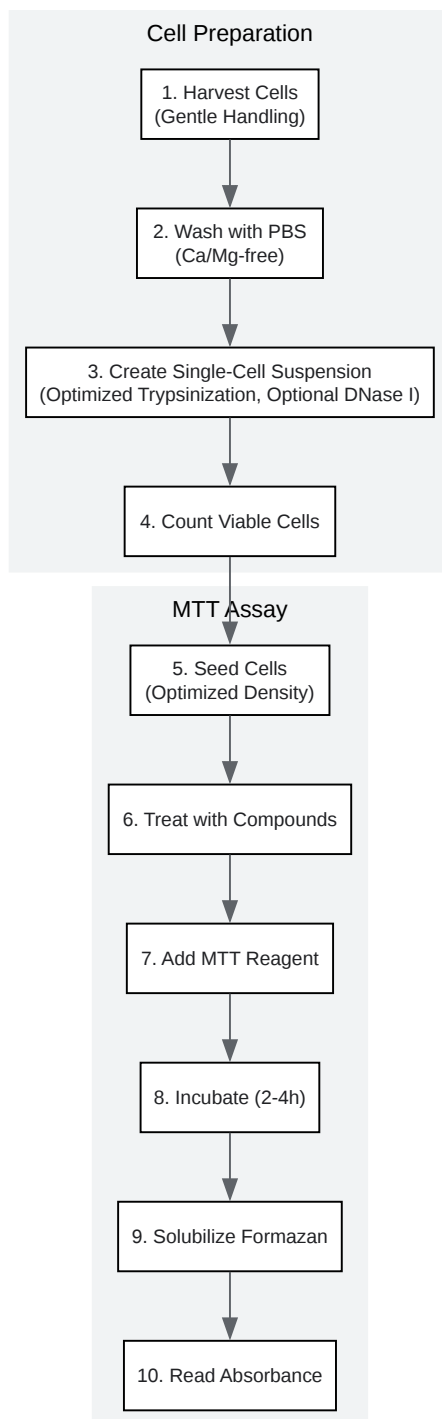 Cell Preparation
1. Harvest Cells
(Gentle Handling)
2. Wash with PBS
(Ca/Mg-free)
3. Create Single-Cell Suspension
(Optimized Trypsinization, Optional DNase I)
4. Count Viable Cells
MTT Assay
5. Seed Cells
(Optimized Density)
6. Treat with Compounds
7. Add MTT Reagent
8. Incubate (2-4h)
9. Solubilize Formazan
10. Read Absorbance